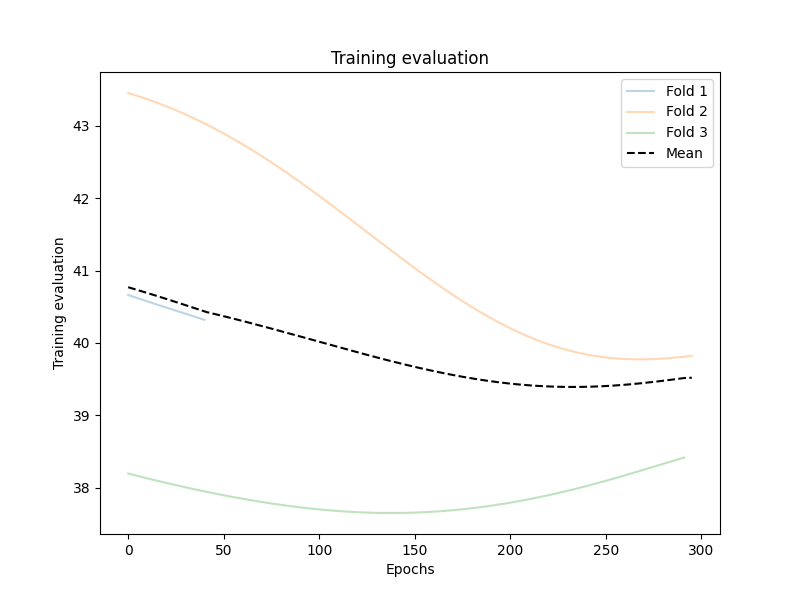 Training evaluation
Fold 1
Fold 2
Fold 3
Mean
Training evaluation
43
42
41
40
39
38
0 50 100 150 200 250 300
Epochs